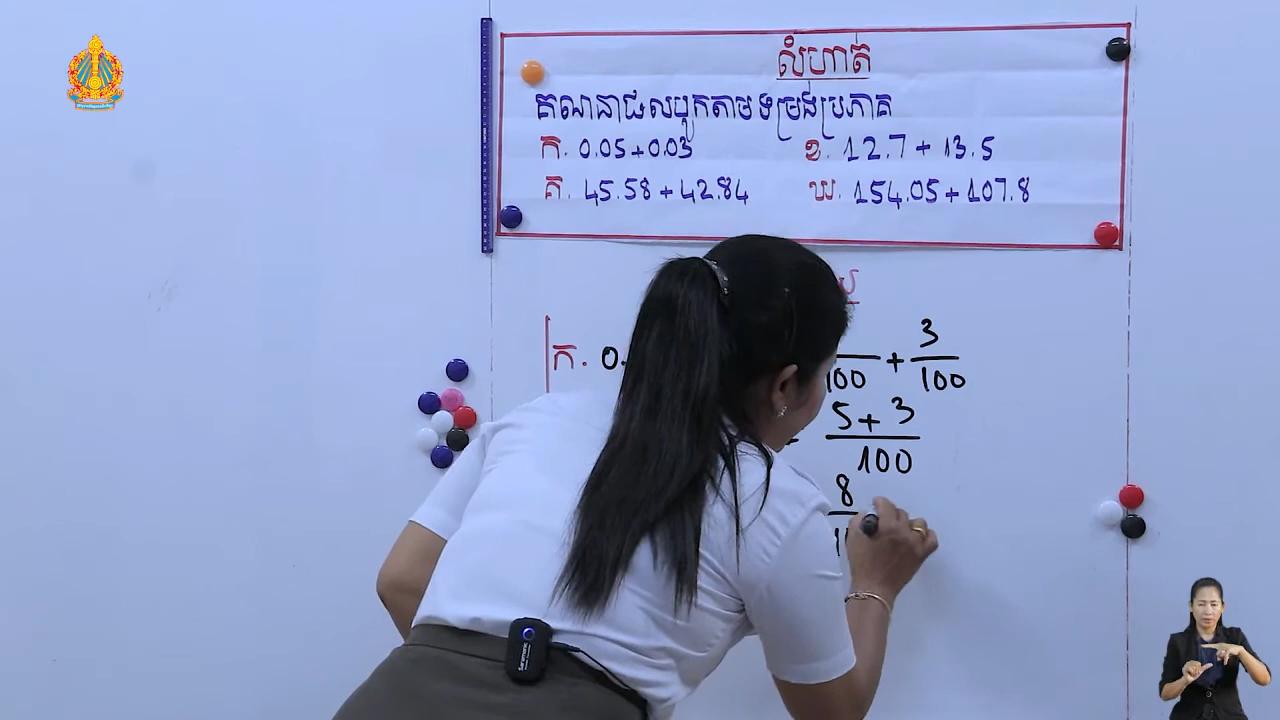 លំហាត់
គណនាផលបូកតាមទម្រង់ប្រភាគ
ក. 0.05+0.03 ខ. 12.7+13.5
គ. 45.58+42.84 ឃ. 154.05+107.8
ក. 0. 100 + 3/100
5+3/100
8